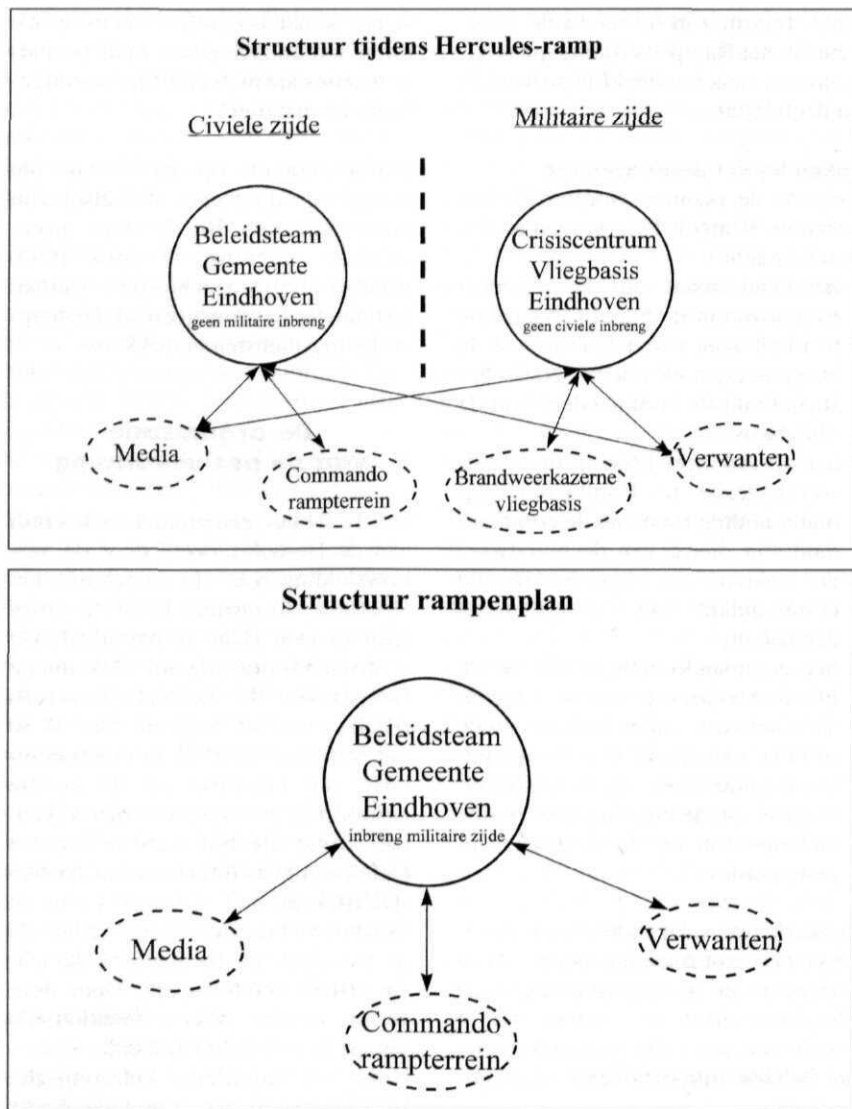 Structuur tijdens Hercules-ramp
Civiele zijde
Militaire zijde
Beleidsteam
Gemeente
Eindhoven
geen militaire inbreng
Crisiscentrum
Vliegbasis
Eindhoven
geen civiele inbreng
Media
Commando
rampterrein
Brandweerkazerne
vliegbasis
Verwanten
Structuur rampenplan
Beleidsteam
Gemeente
Eindhoven
inbreng militaire zijde
Media
Verwanten
Commando
rampterrein